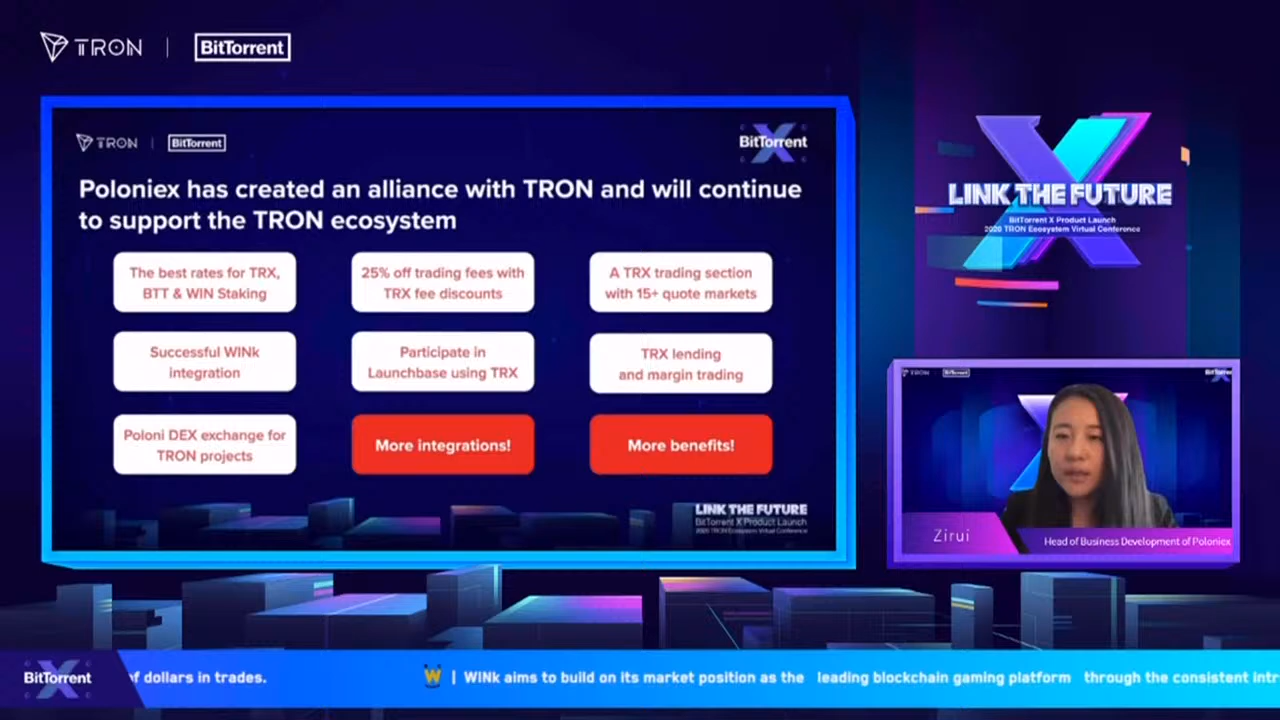 TRON | BitTorrent
TRON | BitTorrent
BitTorrent
X
Poloniex has created an alliance with TRON and will continue
to support the TRON ecosystem
The best rates for TRX,
BTT & WIN Staking
25% off trading fees with
TRX fee discounts
A TRX trading section
with 15+ quote markets
Successful WINk
integration
Participate in
Launchbase using TRX
TRX lending
and margin trading
Poloni DEX exchange for
TRON projects
More integrations!
More benefits!
LINK THE FUTURE
BitTorrent X Product Launch
2020 TRON Ecosystem Virtual Conference
X
LINK THE FUTURE
BitTorrent X Product Launch
2020 TRON Ecosystem Virtual Conference
TRON | BitTorrent
Zirui
Head of Business Development of Poloniex
BitTorrent
X
of dollars in trades.
W | WINk aims to build on its market position as the leading blockchain gaming platform through the consistent intr